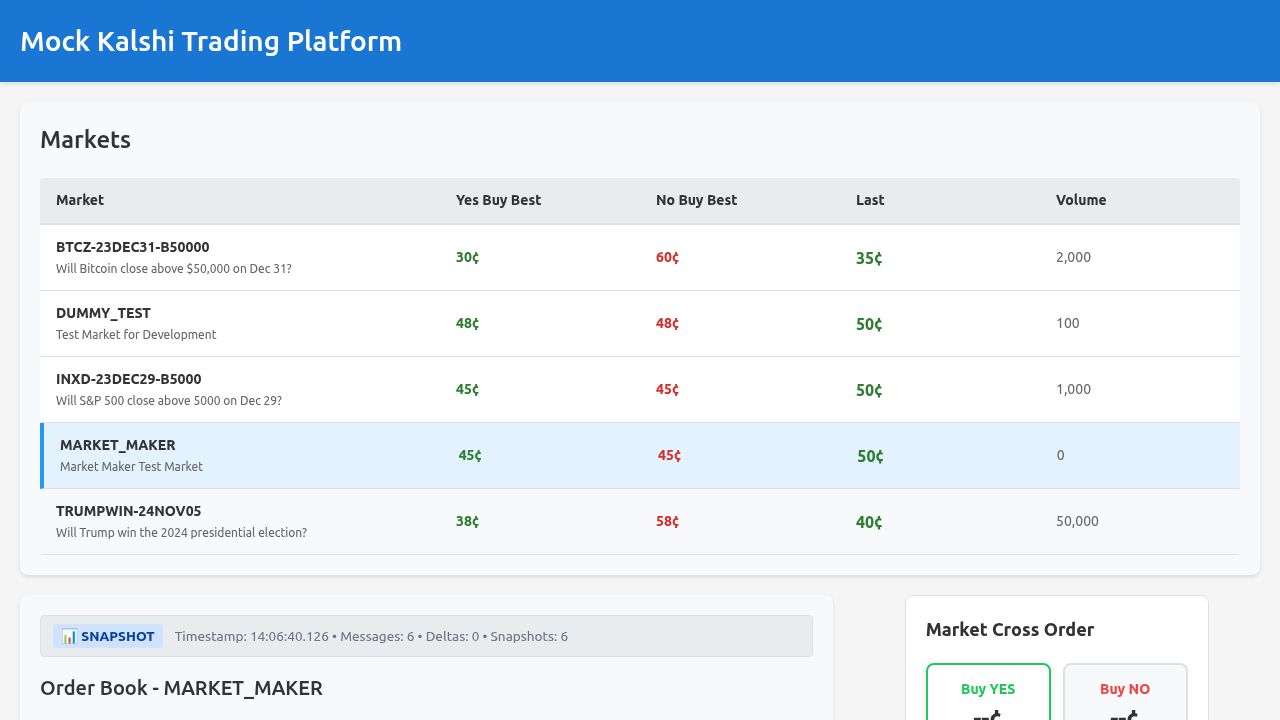 Mock Kalshi Trading Platform
Markets
Market Yes Buy Best No Buy Best Last Volume
BTCZ-23DEC31-B50000
Will Bitcoin close above $50,000 on Dec 31?
30¢ 60¢ 35¢ 2,000
DUMMY_TEST
Test Market for Development
48¢ 48¢ 50¢ 100
INXD-23DEC29-B5000
Will S&P 500 close above 5000 on Dec 29?
45¢ 45¢ 50¢ 1,000
MARKET_MAKER
Market Maker Test Market
45¢ 45¢ 50¢ 0
TRUMPWIN-24NOV05
Will Trump win the 2024 presidential election?
38¢ 58¢ 40¢ 50,000
📊 SNAPSHOT Timestamp: 14:06:40.126 • Messages: 6 • Deltas: 0 • Snapshots: 6
Order Book - MARKET_MAKER
Market Cross Order
Buy YES Buy NO
--¢ --¢